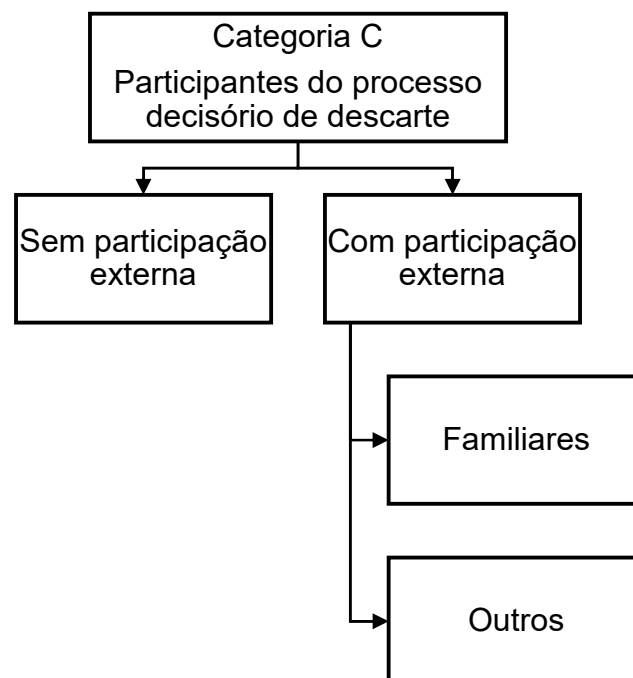 Categoria C
Participantes do processo
decisório de descarte
Sem participação
externa
Com participação
externa
Familiares
Outros